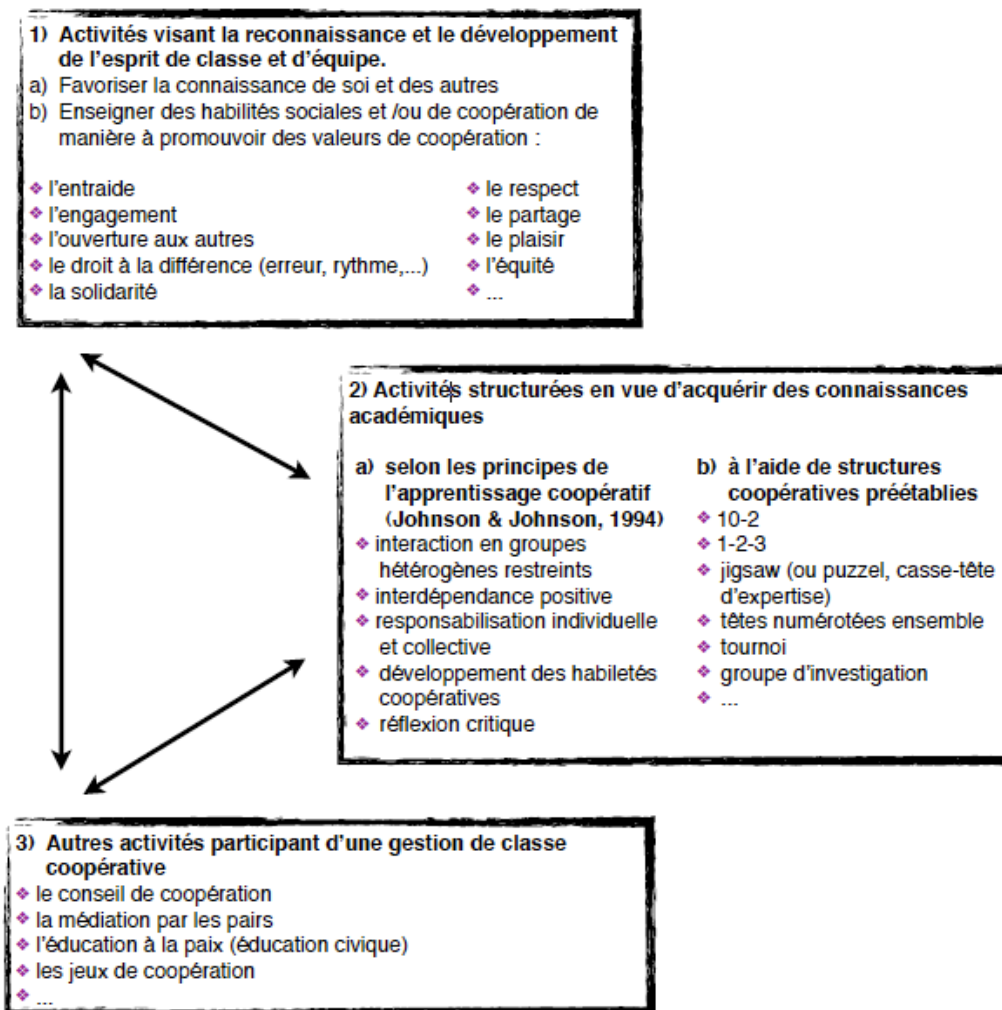 1) Activités visant la reconnaissance et le développement
de l'esprit de classe et d'équipe.
a) Favoriser la connaissance de soi et des autres
b) Enseigner des habilités sociales et /ou de coopération de
manière à promouvoir des valeurs de coopération :
❖ l'entraide
❖ l'engagement
❖ l'ouverture aux autres
❖ le droit à la différence (erreur, rythme,...)
❖ la solidarité
❖ le respect
❖ le partage
❖ le plaisir
❖ l'équité
❖ ...
2) Activités structurées en vue d'acquérir des connaissances
académiques
a) selon les principes de
l'apprentissage coopératif
(Johnson & Johnson, 1994)
❖ interaction en groupes
hétérogènes restreints
❖ interdépendance positive
❖ responsabilisation individuelle
et collective
❖ développement des habiletés
coopératives
❖ réflexion critique
b) à l'aide de structures
coopératives préétablies
❖ 10-2
❖ 1-2-3
❖ jigsaw (ou puzzel, casse-tête
d'expertise)
❖ têtes numérotées ensemble
❖ tournoi
❖ groupe d'investigation
❖ ...
3) Autres activités participant d'une gestion de classe
coopérative
❖ le conseil de coopération
❖ la médiation par les pairs
❖ l'éducation à la paix (éducation civique)
❖ les jeux de coopération
❖ ...